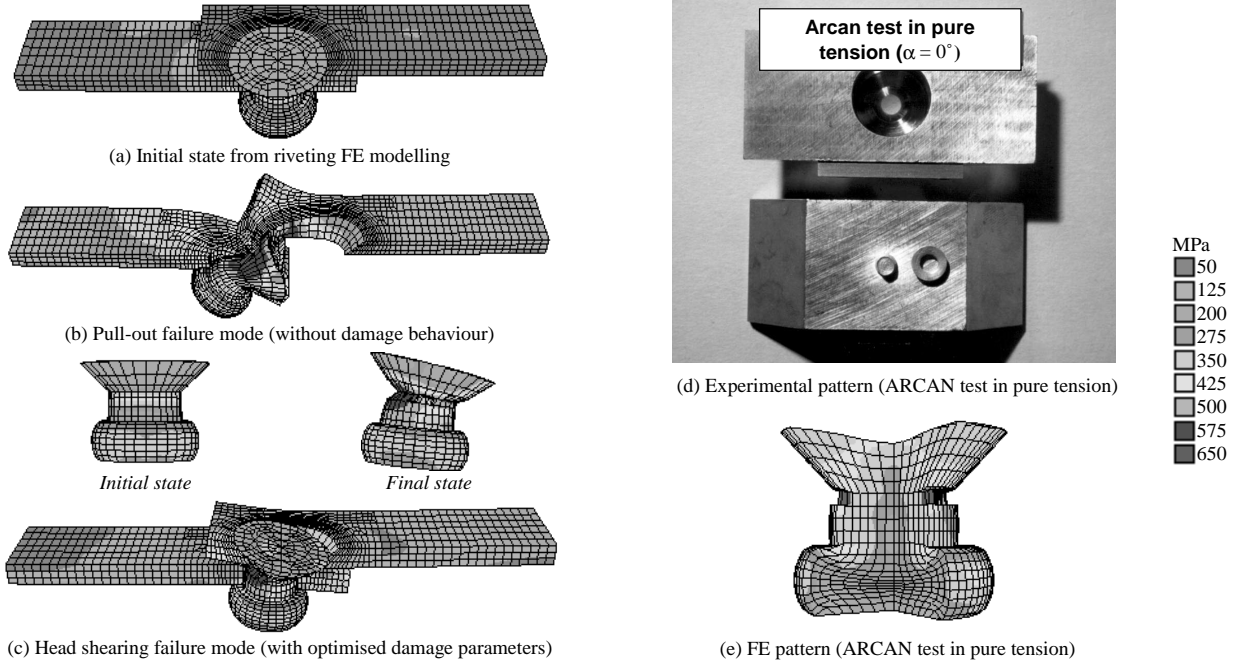 (a) Initial state from riveting FE modelling
(b) Pull-out failure mode (without damage behaviour)
Initial state
Final state
(c) Head shearing failure mode (with optimised damage parameters)
Arcan test in pure
tension (α = 0˚)
(d) Experimental pattern (ARCAN test in pure tension)
(e) FE pattern (ARCAN test in pure tension)
MPa
50
125
200
275
350
425
500
575
650